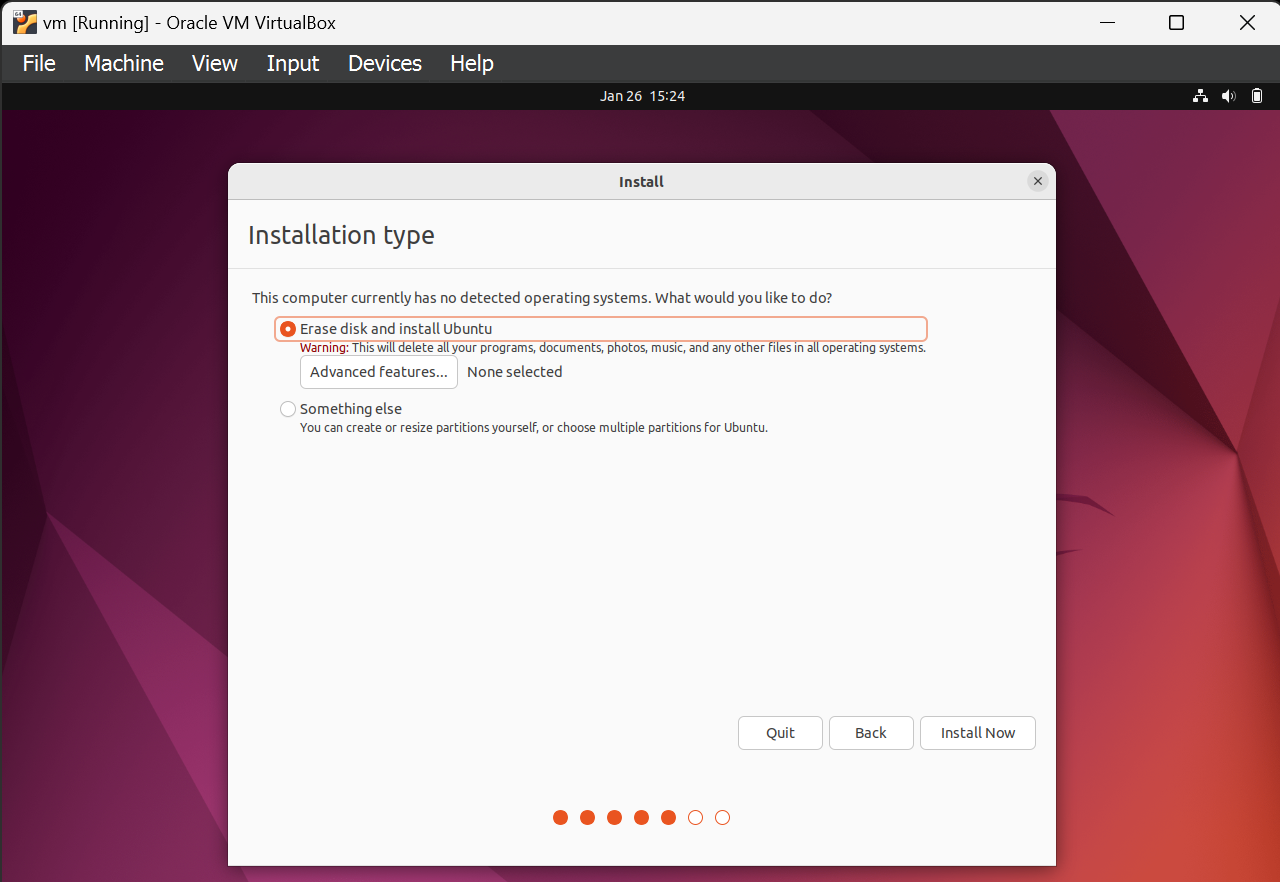 vm [Running] - Oracle VM VirtualBox
File Machine View Input Devices Help
Jan 26 15:24
Install
Installation type
This computer currently has no detected operating systems. What would you like to do?
Erase disk and install Ubuntu
Warning: This will delete all your programs, documents, photos, music, and any other files in all operating systems.
Advanced features... None selected
Something else
You can create or resize partitions yourself, or choose multiple partitions for Ubuntu.
Quit Back Install Now